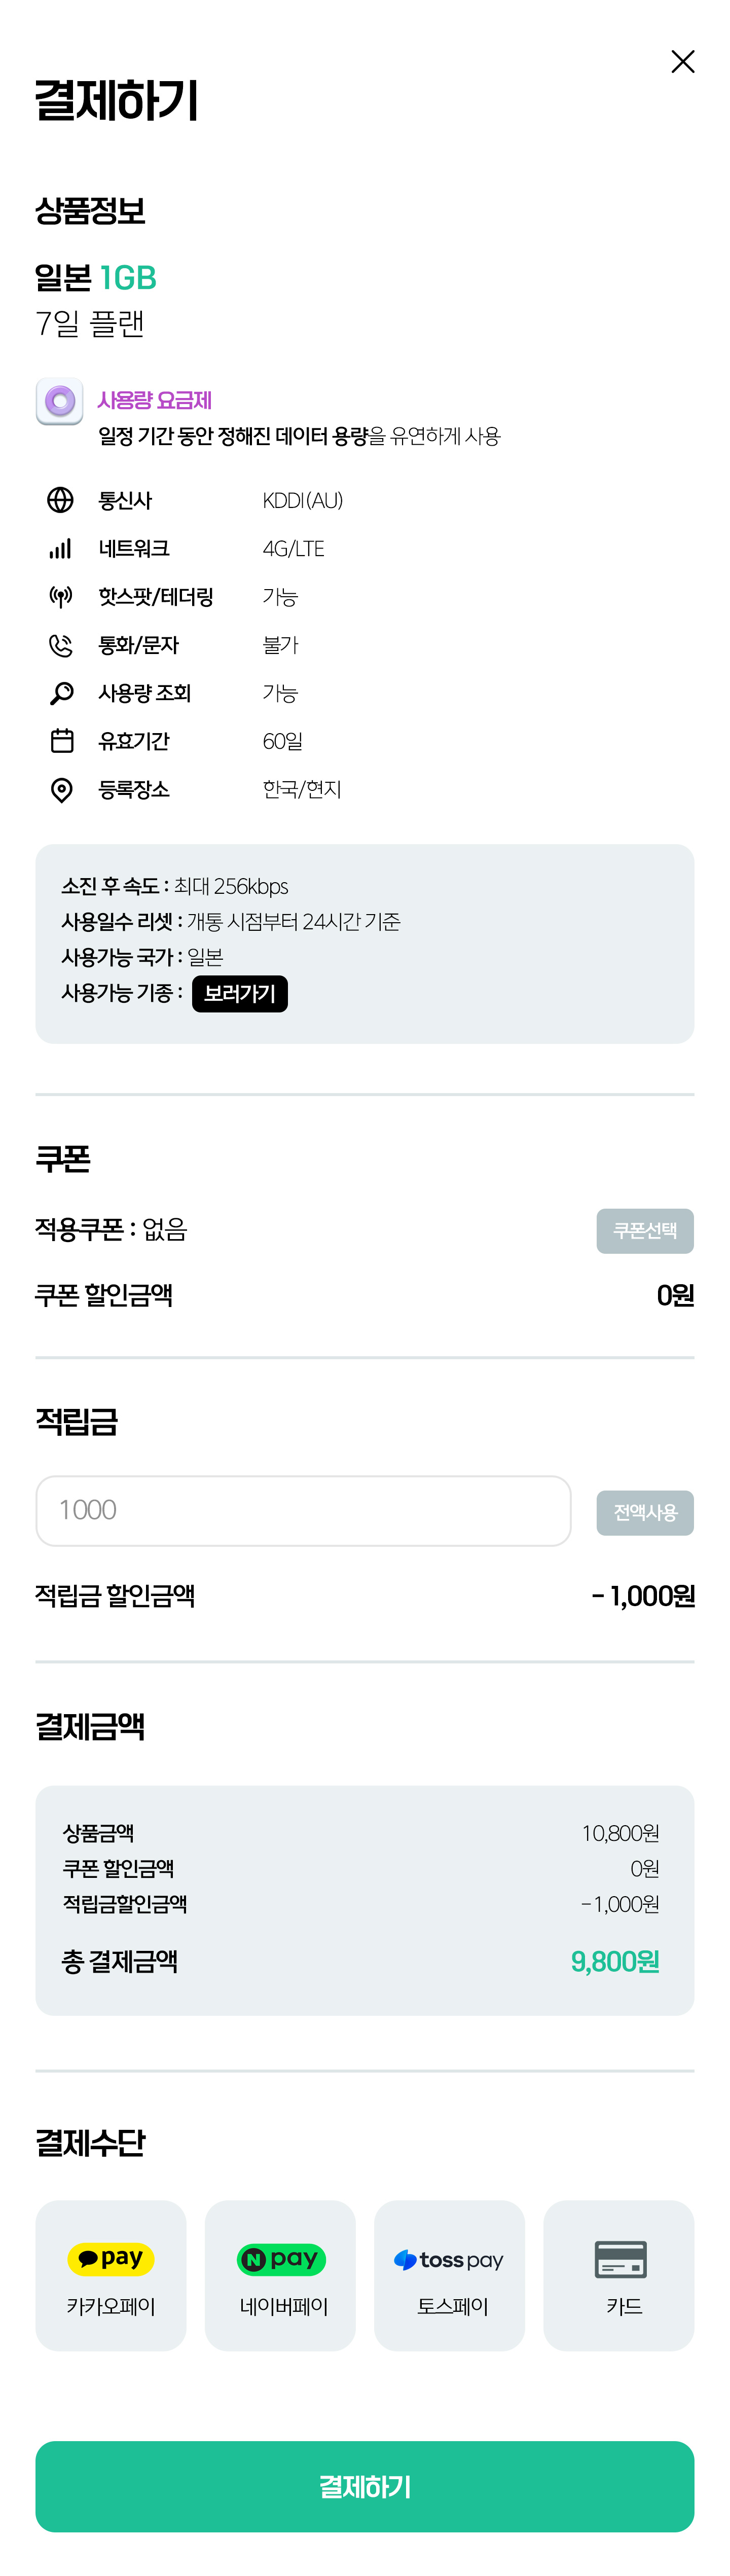 결제하기
상품정보
일본 1GB
7일 플랜
사용량 요금제
일정 기간 동안 정해진 데이터 용량을 유연하게 사용
통신사 KDDI(AU)
네트워크 4G/LTE
핫스팟/테더링 가능
통화/문자 불가
사용량 조회 가능
유효기간 60일
등록장소 한국/현지
소진 후 속도 : 최대 256kbps
사용일수 리셋 : 개통 시점부터 24시간 기준
사용가능 국가 : 일본
사용가능 기종 : 보러가기
쿠폰
적용쿠폰 : 없음 쿠폰선택
쿠폰 할인금액 0원
적립금
1000 전액사용
적립금 할인금액 - 1,000원
결제금액
상품금액 10,800원
쿠폰 할인금액 0원
적립금할인금액 -1,000원
총 결제금액 9,800원
결제수단
pay N pay toss pay
카카오페이 네이버페이 토스페이 카드
결제하기